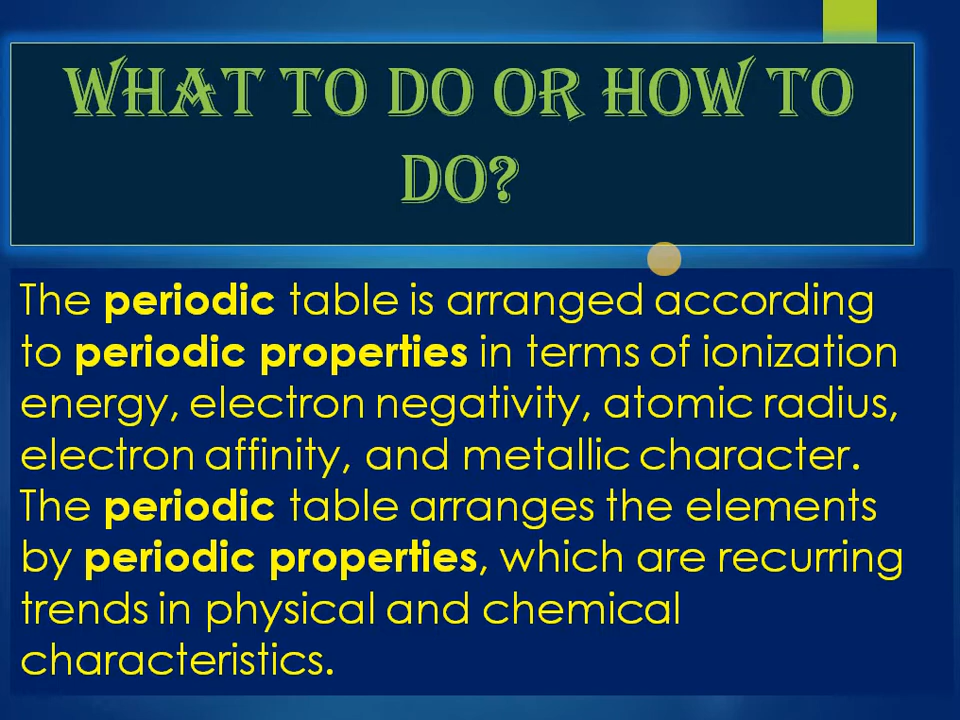 WHAT TO DO OR HOW TO
DO?
The periodic table is arranged according
to periodic properties in terms of ionization
energy, electron negativity, atomic radius,
electron affinity, and metallic character.
The periodic table arranges the elements
by periodic properties, which are recurring
trends in physical and chemical
characteristics.